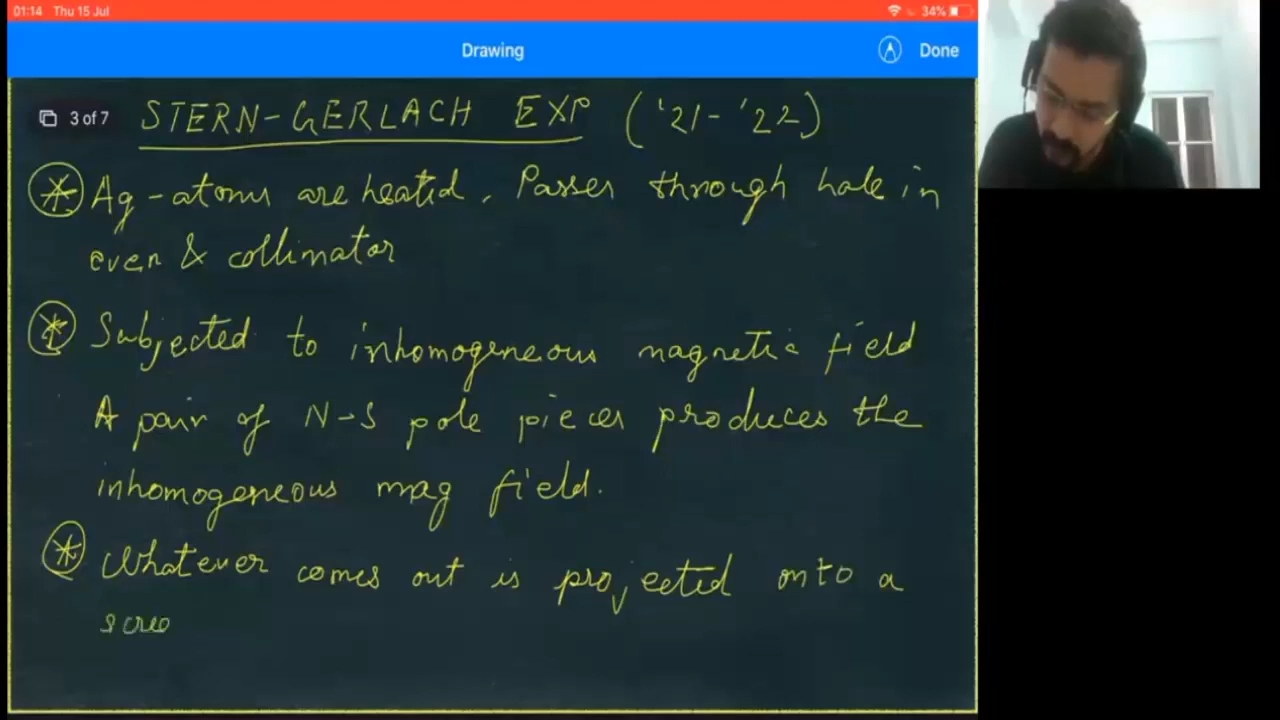 01:14 Thu 15 Jul
34%
Drawing
Done
3 of 7
STERN-GERLACH EXP ('21-'22)
Ag-atoms are heated. Passes through hole in
oven & collimator
Subjected to inhomogeneous magnetic field
A pair of N-S pole pieces produces the
inhomogeneous mag field.
Whatever comes out is projected onto a
scree